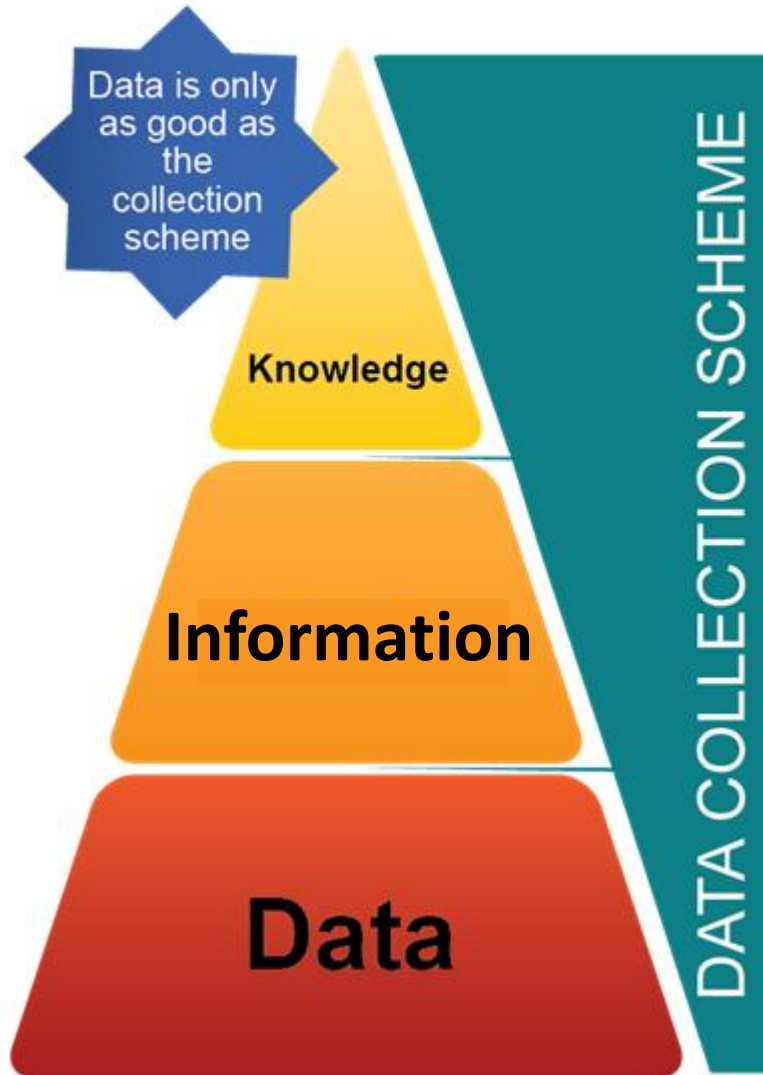 Data is only
as good as
the
collection
scheme
Knowledge
Information
Data
DATA COLLECTION SCHEME